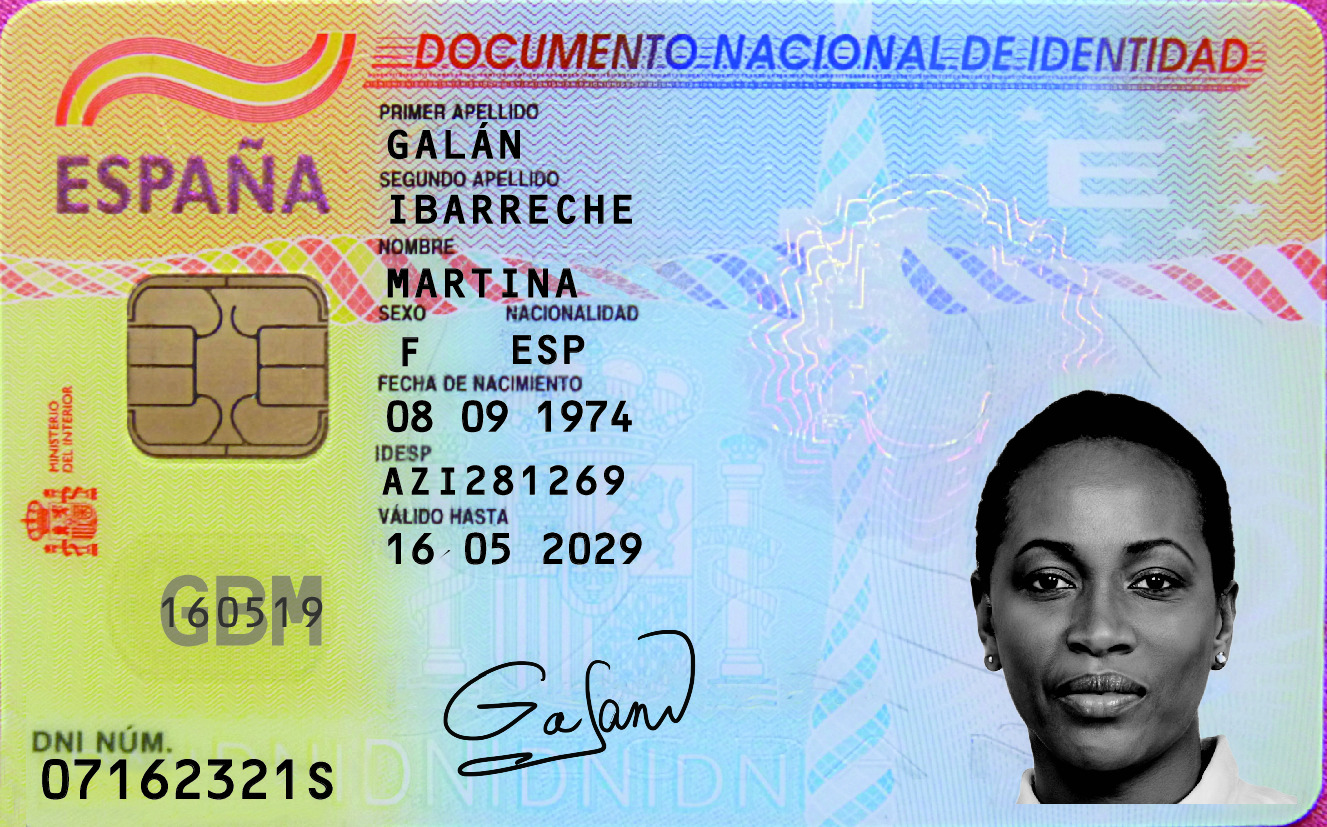 DOCUMENTO NACIONAL DE IDENTIDAD
ESPAÑA
PRIMER APELLIDO
GALÁN
SEGUNDO APELLIDO
IBARRECHE
NOMBRE
MARTINA
SEXO NACIONALIDAD
F ESP
FECHA DE NACIMIENTO
08 09 1974
IDESP
AZI281269
VÁLIDO HASTA
16 05 2029
MINISTERIO
DEL INTERIOR
GBM
160519
Galan
DNI NÚM.
07162321S
E
DNIDNIDNIDNI